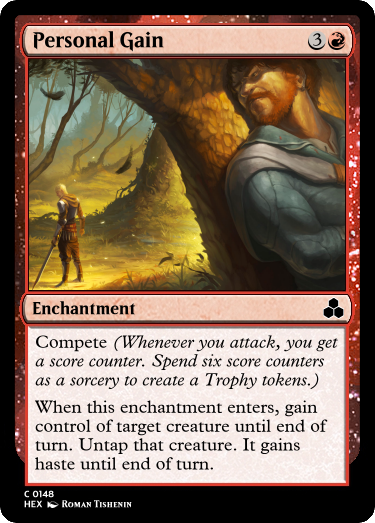 Personal Gain 3
Enchantment
Compete (Whenever you attack, you get
a score counter. Spend six score counters
as a sorcery to create a Trophy tokens.)
When this enchantment enters, gain
control of target creature until end of
turn. Untap that creature. It gains
haste until end of turn.
C 0148
HEX Roman Tishenin